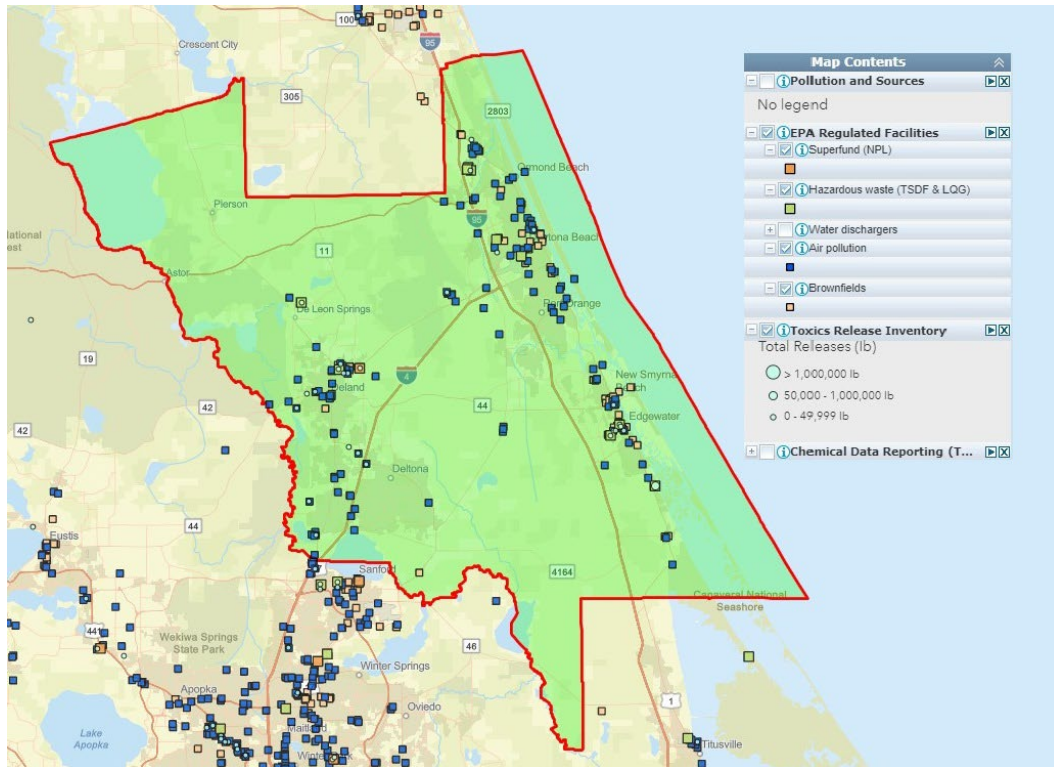 Map Contents
Pollution and Sources
No legend
EPA Regulated Facilities
Superfund (NPL)
Hazardous waste (TSDF & LQG)
Water dischargers
Air pollution
Brownfields
Toxics Release Inventory
Total Releases (lb)
> 1,000,000 lb
50,000 - 1,000,000 lb
0 - 49,999 lb
Chemical Data Reporting (T...
100
Crescent City
95
305
2803
Ormond Beach
Pierson
95
National
11
Beach
Astor
De Leon Springs
Port Orange
19
4
New Smyrna
Beach
42
44
Edgewater
42
Deltona
44
Eustis
Sanford
4164
Canaveral National
Seashore
Wekiwa Springs
State Park
46
441
Winter Springs
Apopka
1
Oviedo
Maitland
Lake
Apopka
Titusville